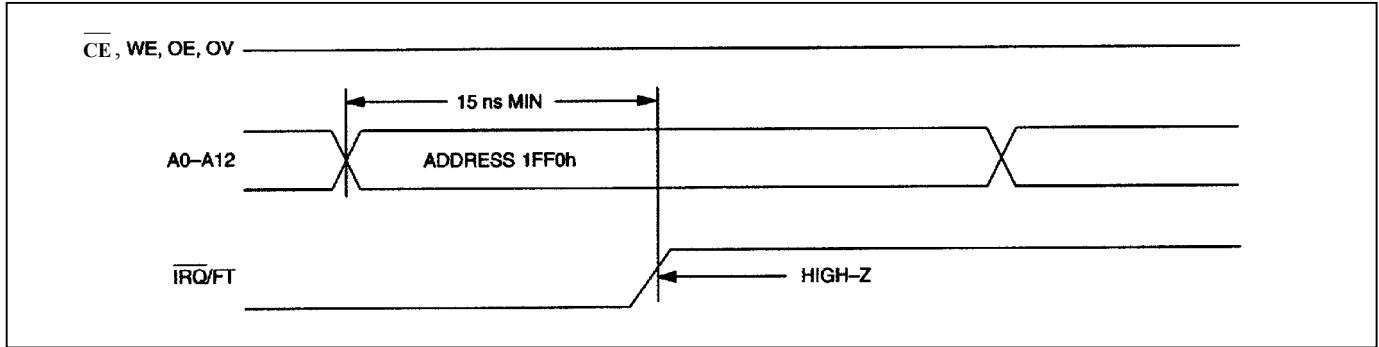 CE, WE, OE, OV
15 ns MIN
A0–A12
ADDRESS 1FF0h
IRQ/FT
HIGH–Z